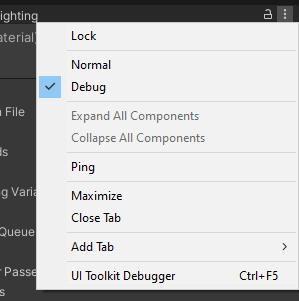 ighting
Lock
aterial)
Normal
Debug
File
Expand All Components
ds
Collapse All Components
Ping
ng Varia
Maximize
Queue
Close Tab
Add Tab
r Passe
s
UI Toolkit Debugger Ctrl+F5